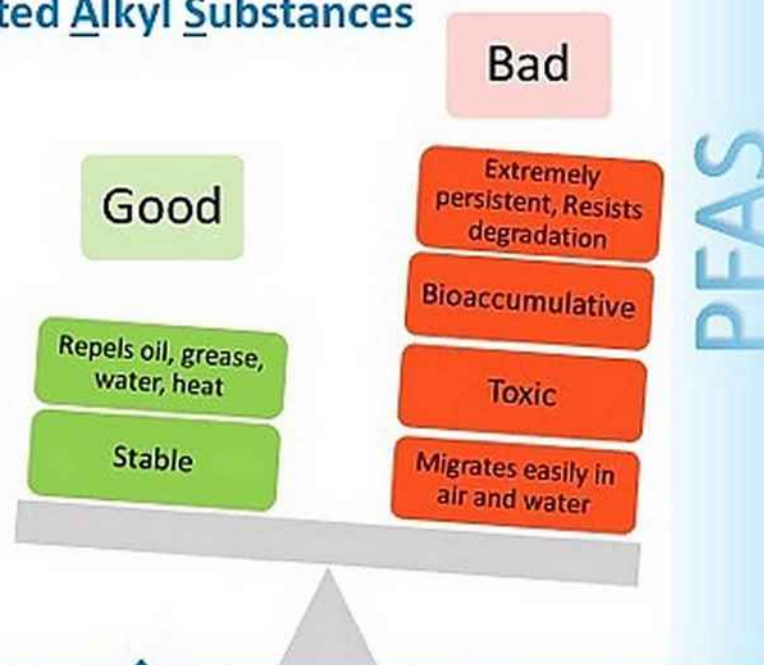 ted Alkyl Substances
Bad
Good
Extremely
persistent, Resists
degradation
Bioaccumulative
Toxic
Migrates easily in
air and water
Repels oil, grease,
water, heat
Stable
PFAS